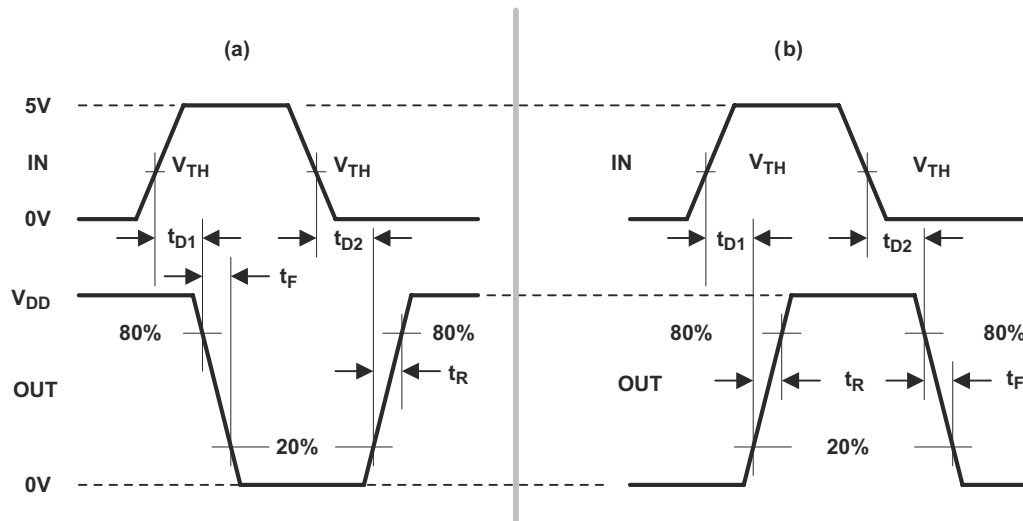 (a)
(b)
5V
IN
V_TH
V_TH
0V
t_D1
t_D2
t_F
V_DD
80%
80%
OUT
t_R
20%
0V
IN
V_TH
V_TH
t_D1
t_D2
80%
80%
OUT
t_R
t_F
20%